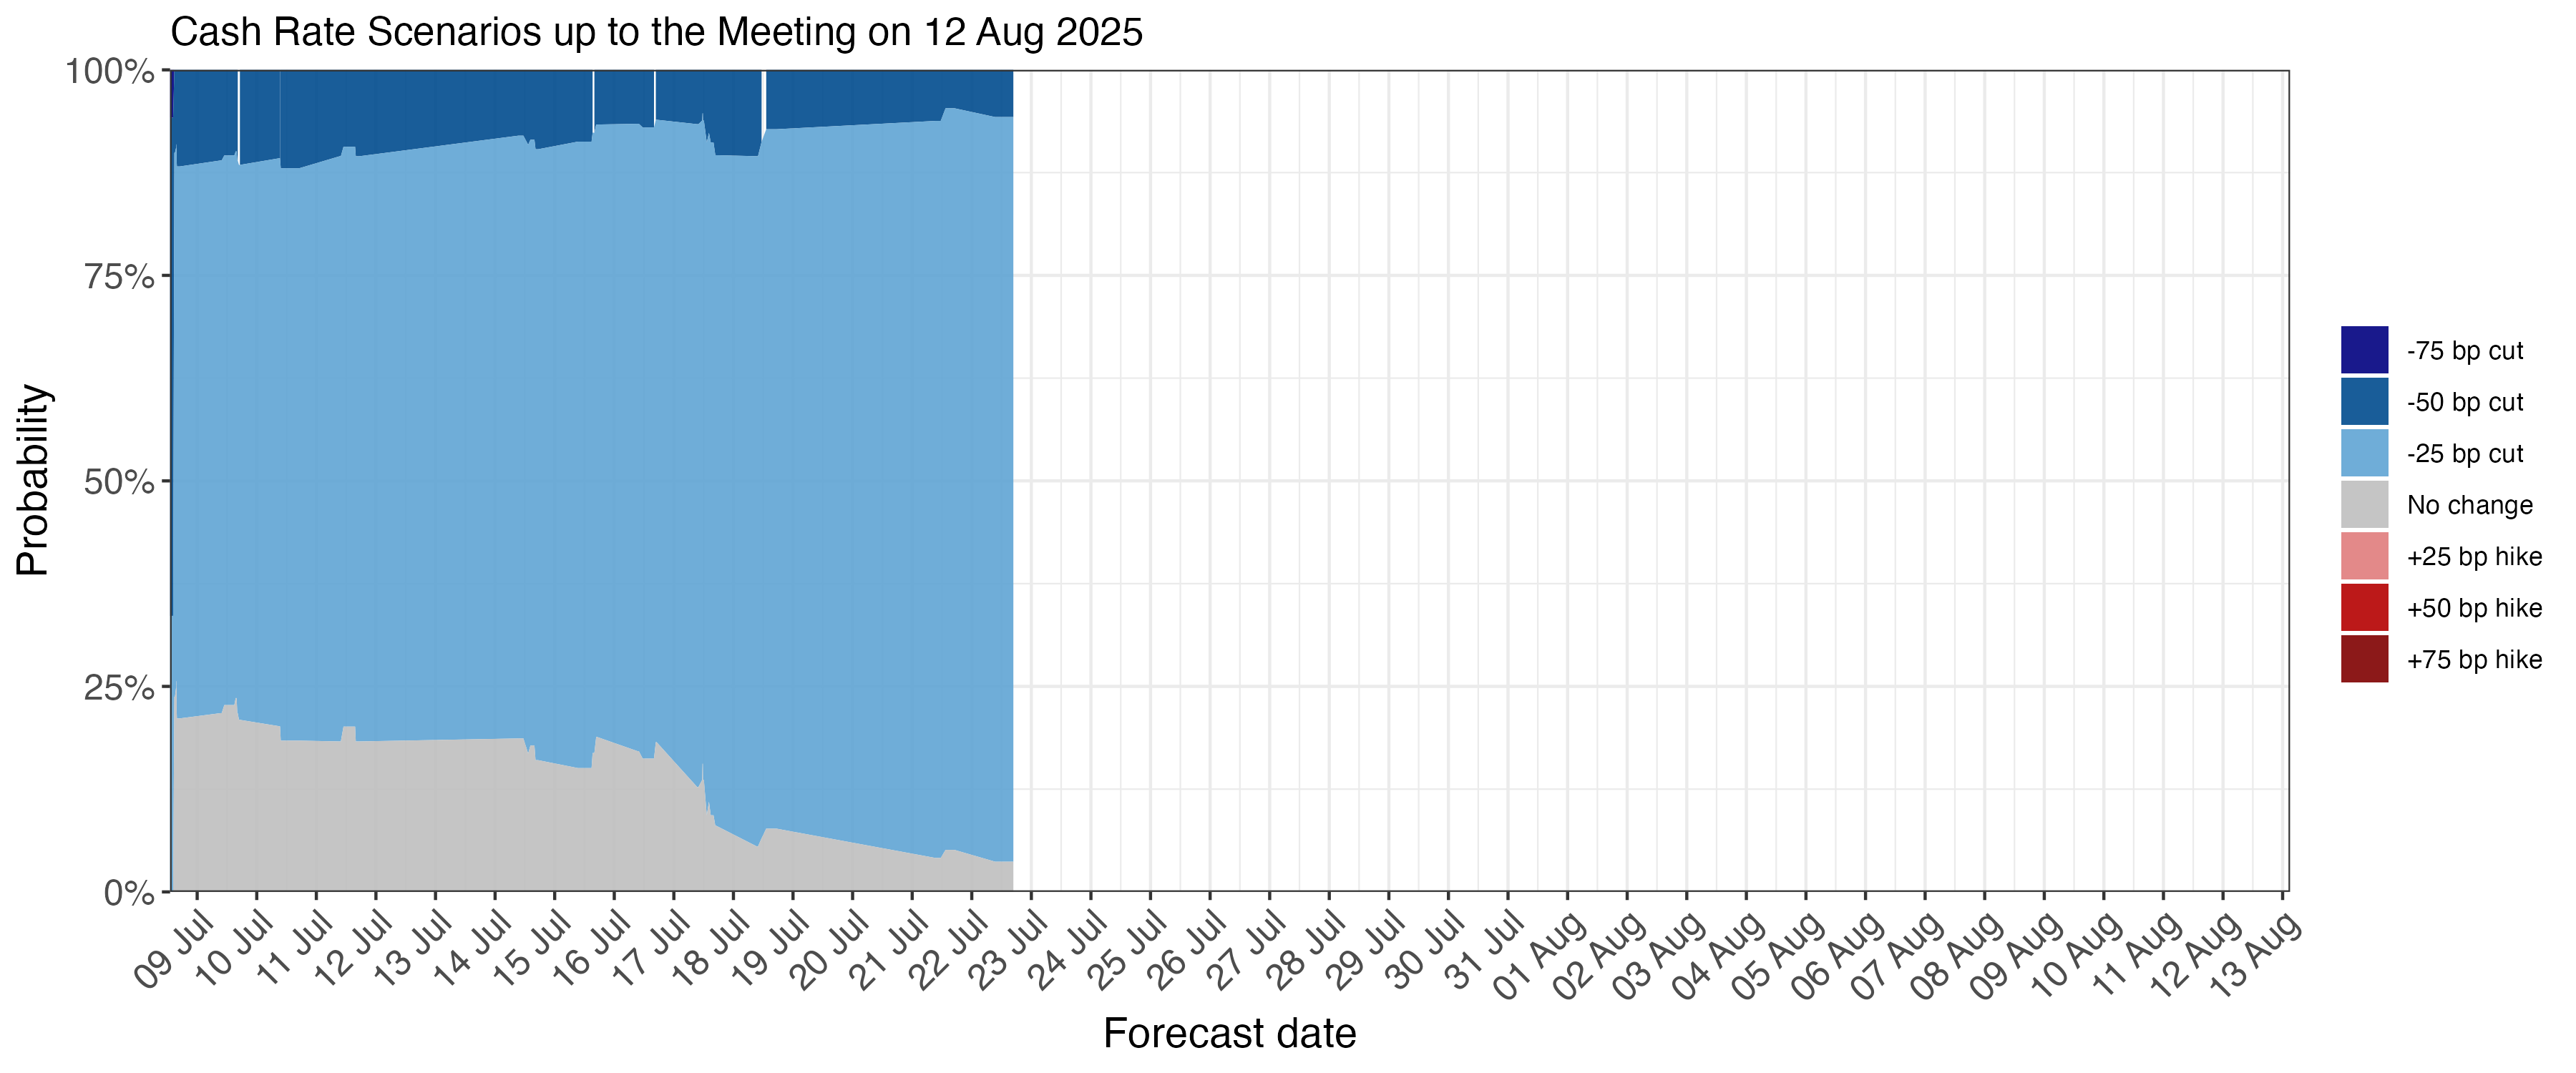 Cash Rate Scenarios up to the Meeting on 12 Aug 2025
100%
75%
50%
25%
0%
Probability
09 Jul
10 Jul
11 Jul
12 Jul
13 Jul
14 Jul
15 Jul
16 Jul
17 Jul
18 Jul
19 Jul
20 Jul
21 Jul
22 Jul
23 Jul
24 Jul
25 Jul
26 Jul
27 Jul
28 Jul
29 Jul
30 Jul
31 Jul
01 Aug
02 Aug
03 Aug
04 Aug
05 Aug
06 Aug
07 Aug
08 Aug
09 Aug
10 Aug
11 Aug
12 Aug
13 Aug
Forecast date
-75 bp cut
-50 bp cut
-25 bp cut
No change
+25 bp hike
+50 bp hike
+75 bp hike